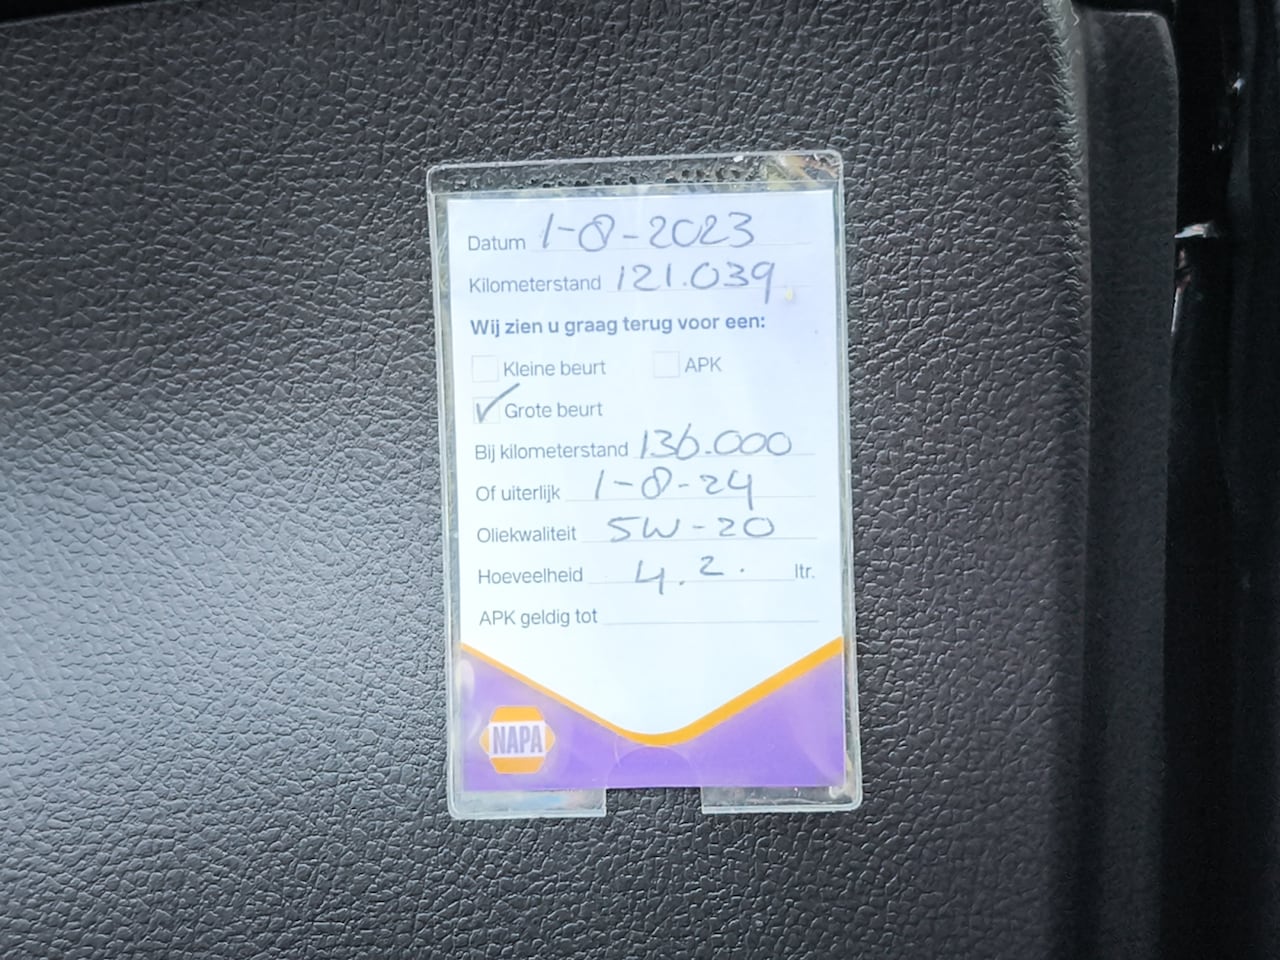 Datum 1-8-2023
Kilometerstand 121.039
Wij zien u graag terug voor een:
Kleine beurt APK
Grote beurt
Bij kilometerstand 136.000
Of uiterlijk 1-8-24
Oliekwaliteit 5W-20
Hoeveelheid 4.2. ltr.
APK geldig tot
NAPA